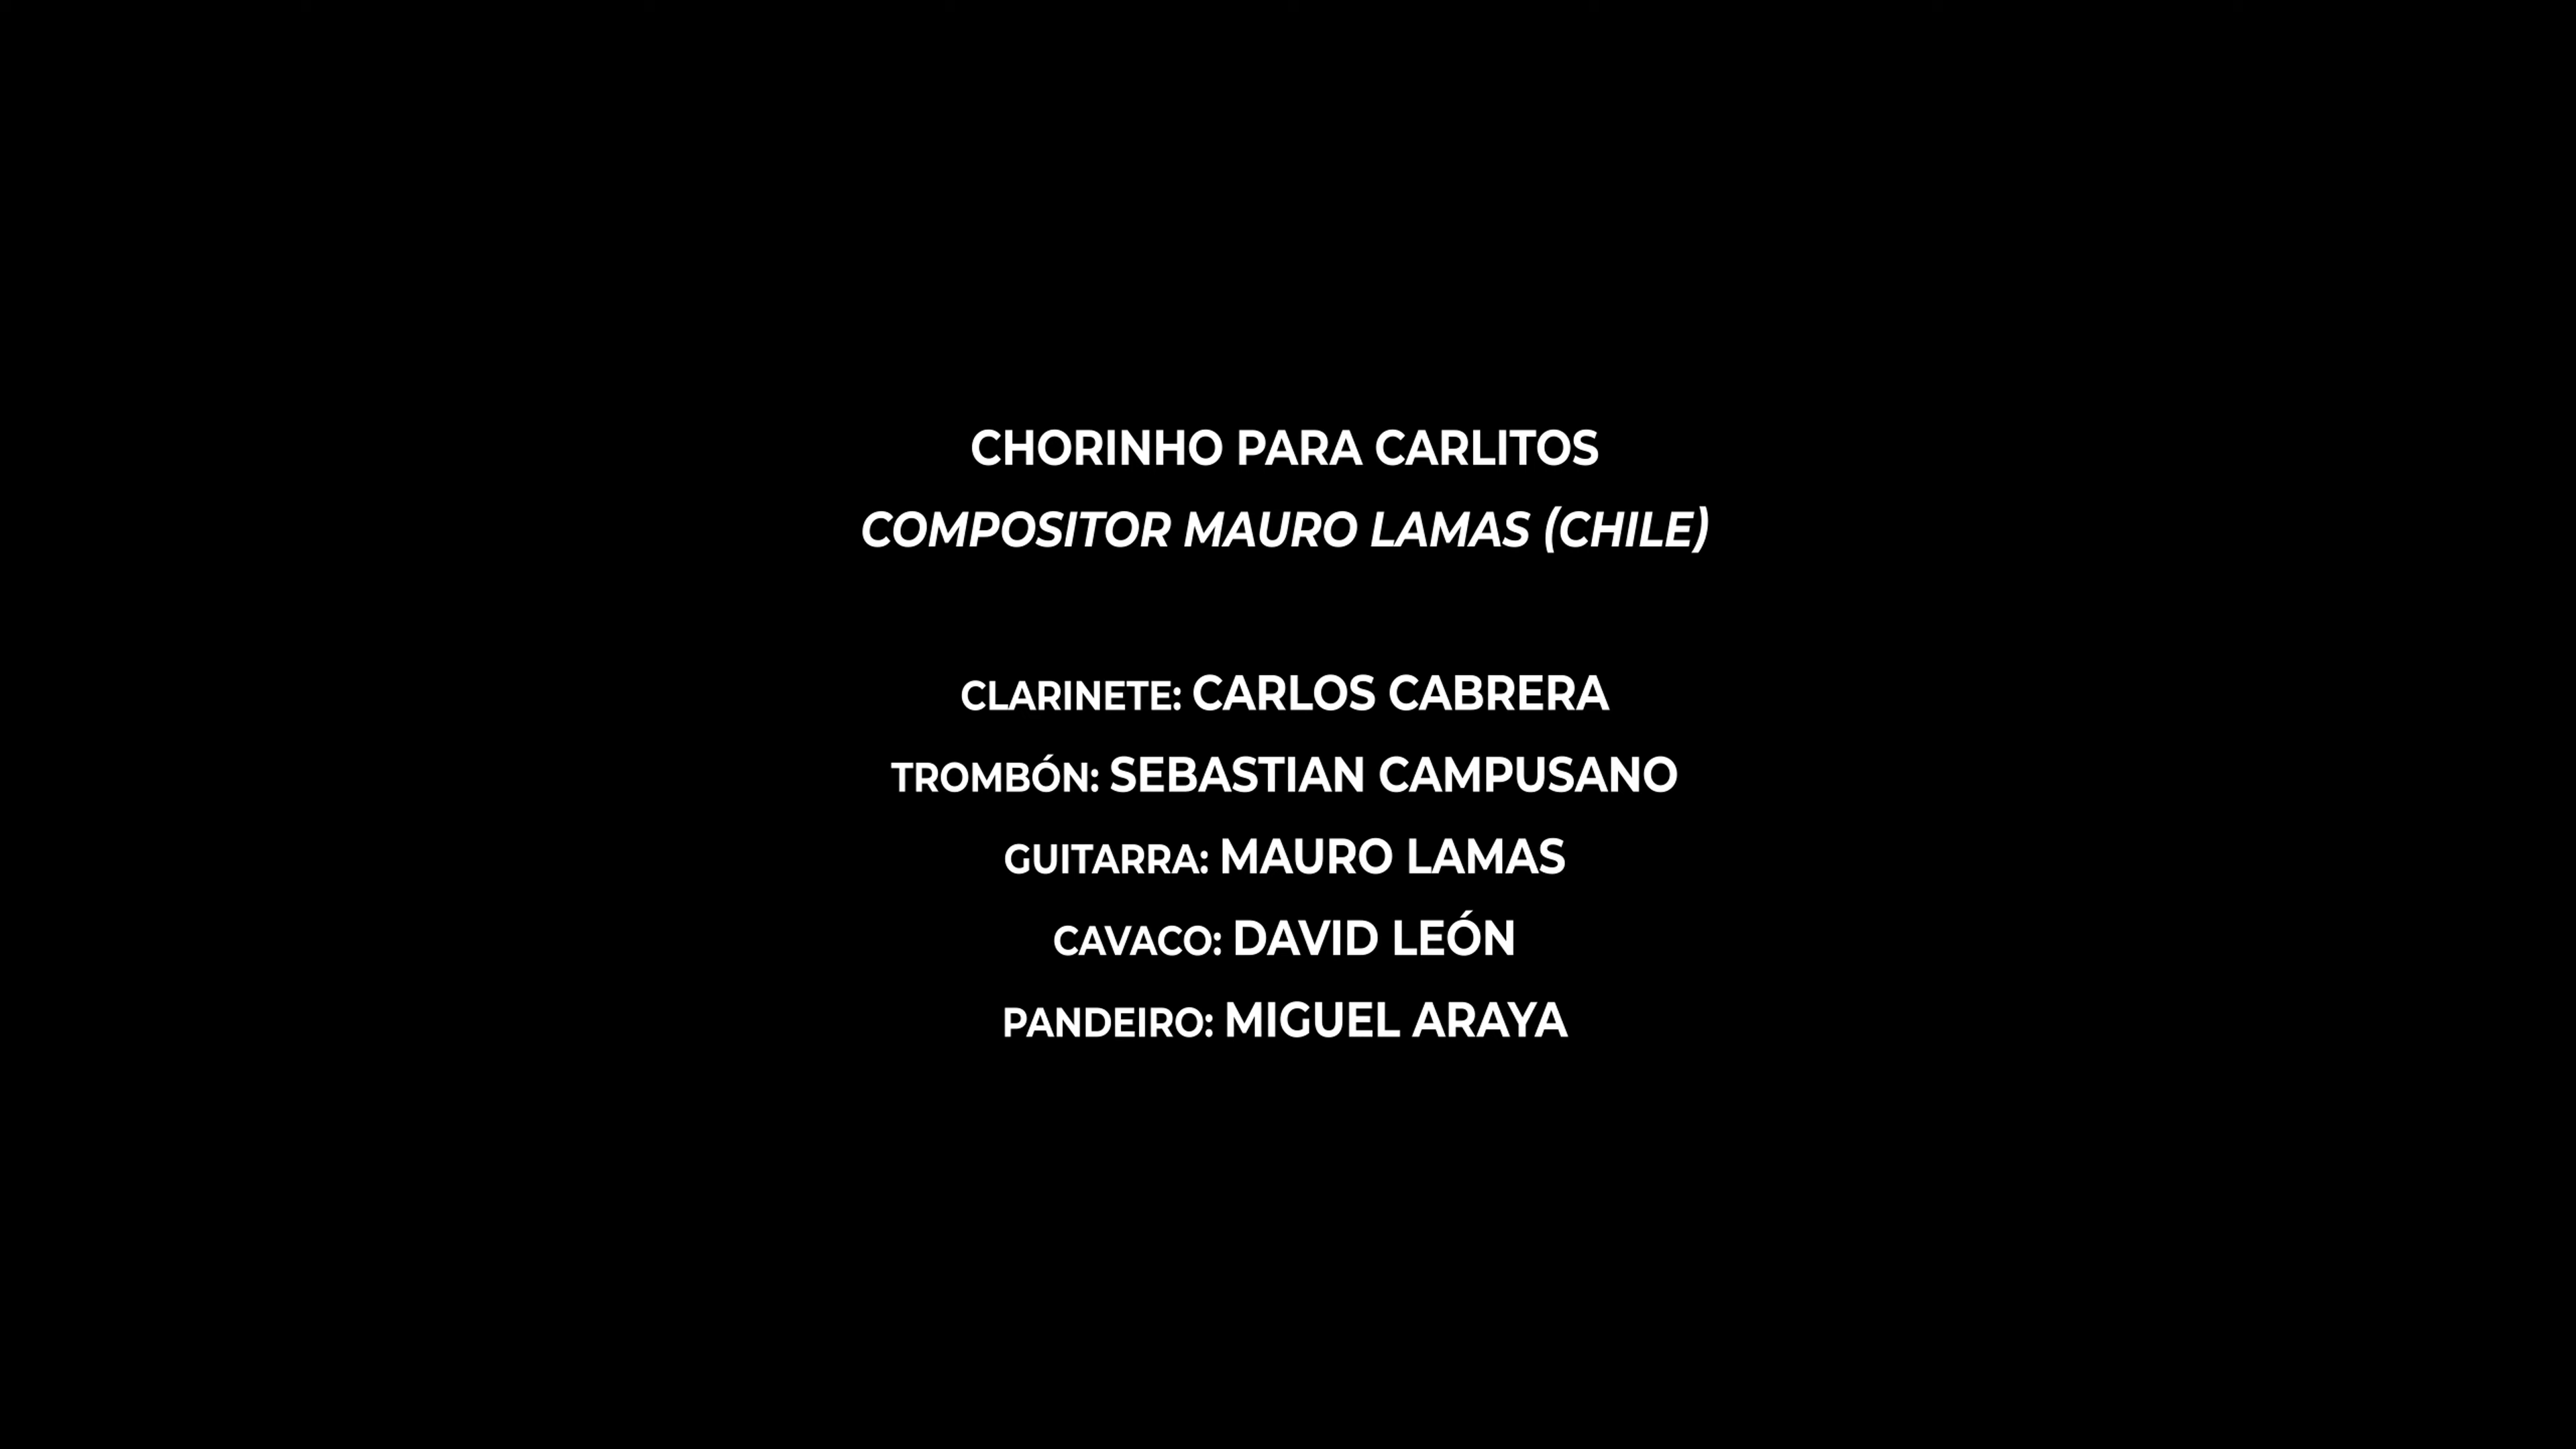 CHORINHO PARA CARLITOS
COMPOSITOR MAURO LAMAS (CHILE)
CLARINETE: CARLOS CABRERA
TROMBÓN: SEBASTIAN CAMPUSANO
GUITARRA: MAURO LAMAS
CAVACO: DAVID LEÓN
PANDEIRO: MIGUEL ARAYA